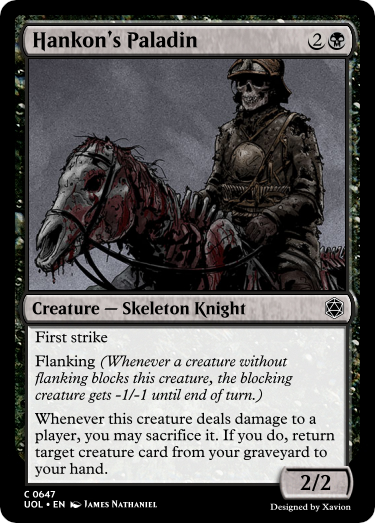 Hankon's Paladin 2
Creature — Skeleton Knight
First strike
Flanking (Whenever a creature without
flanking blocks this creature, the blocking
creature gets -1/-1 until end of turn.)
Whenever this creature deals damage to a
player, you may sacrifice it. If you do, return
target creature card from your graveyard to
your hand.
2/2
C 0647
UOL • EN James Nathaniel
Designed by Xavion